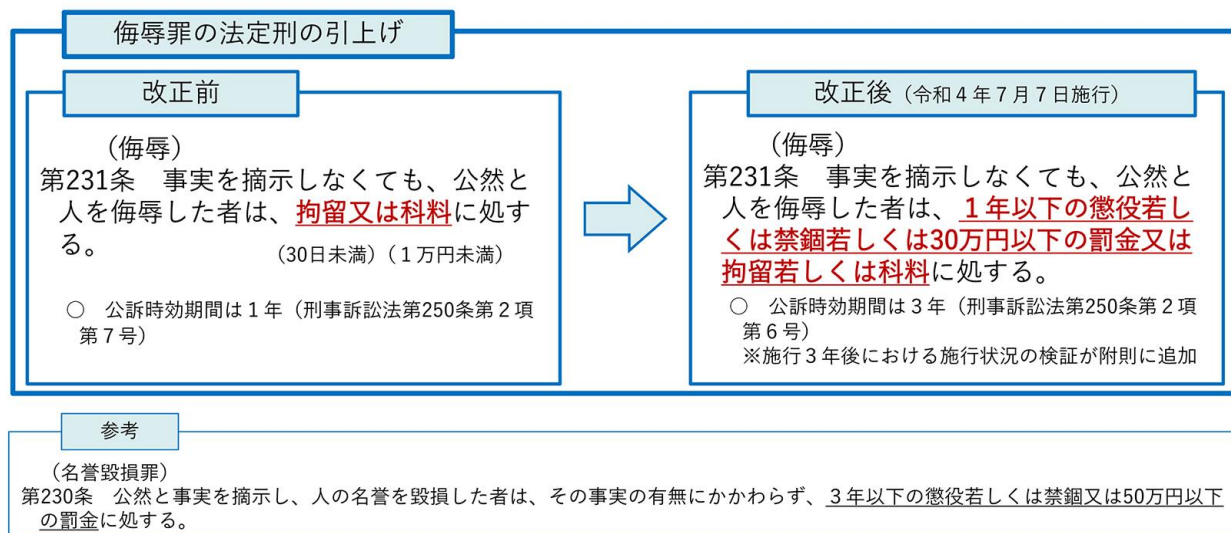 侮辱罪の法定刑の引上げ
改正前
（侮辱）
第231条　事実を摘示しなくても、公然と
人を侮辱した者は、拘留又は科料に処す
る。
（30日未満）（１万円未満）
○　公訴時効期間は１年（刑事訴訟法第250条第２項
第７号）
改正後（令和４年７月７日施行）
（侮辱）
第231条　事実を摘示しなくても、公然と
人を侮辱した者は、１年以下の懲役若し
くは禁錮若しくは30万円以下の罰金又は
拘留若しくは科料に処する。
○　公訴時効期間は３年（刑事訴訟法第250条第２項
第６号）
※施行３年後における施行状況の検証が附則に追加
参考
（名誉毀損罪）
第230条　公然と事実を摘示し、人の名誉を毀損した者は、その事実の有無にかかわらず、３年以下の懲役若しくは禁錮又は50万円以下
の罰金に処する。